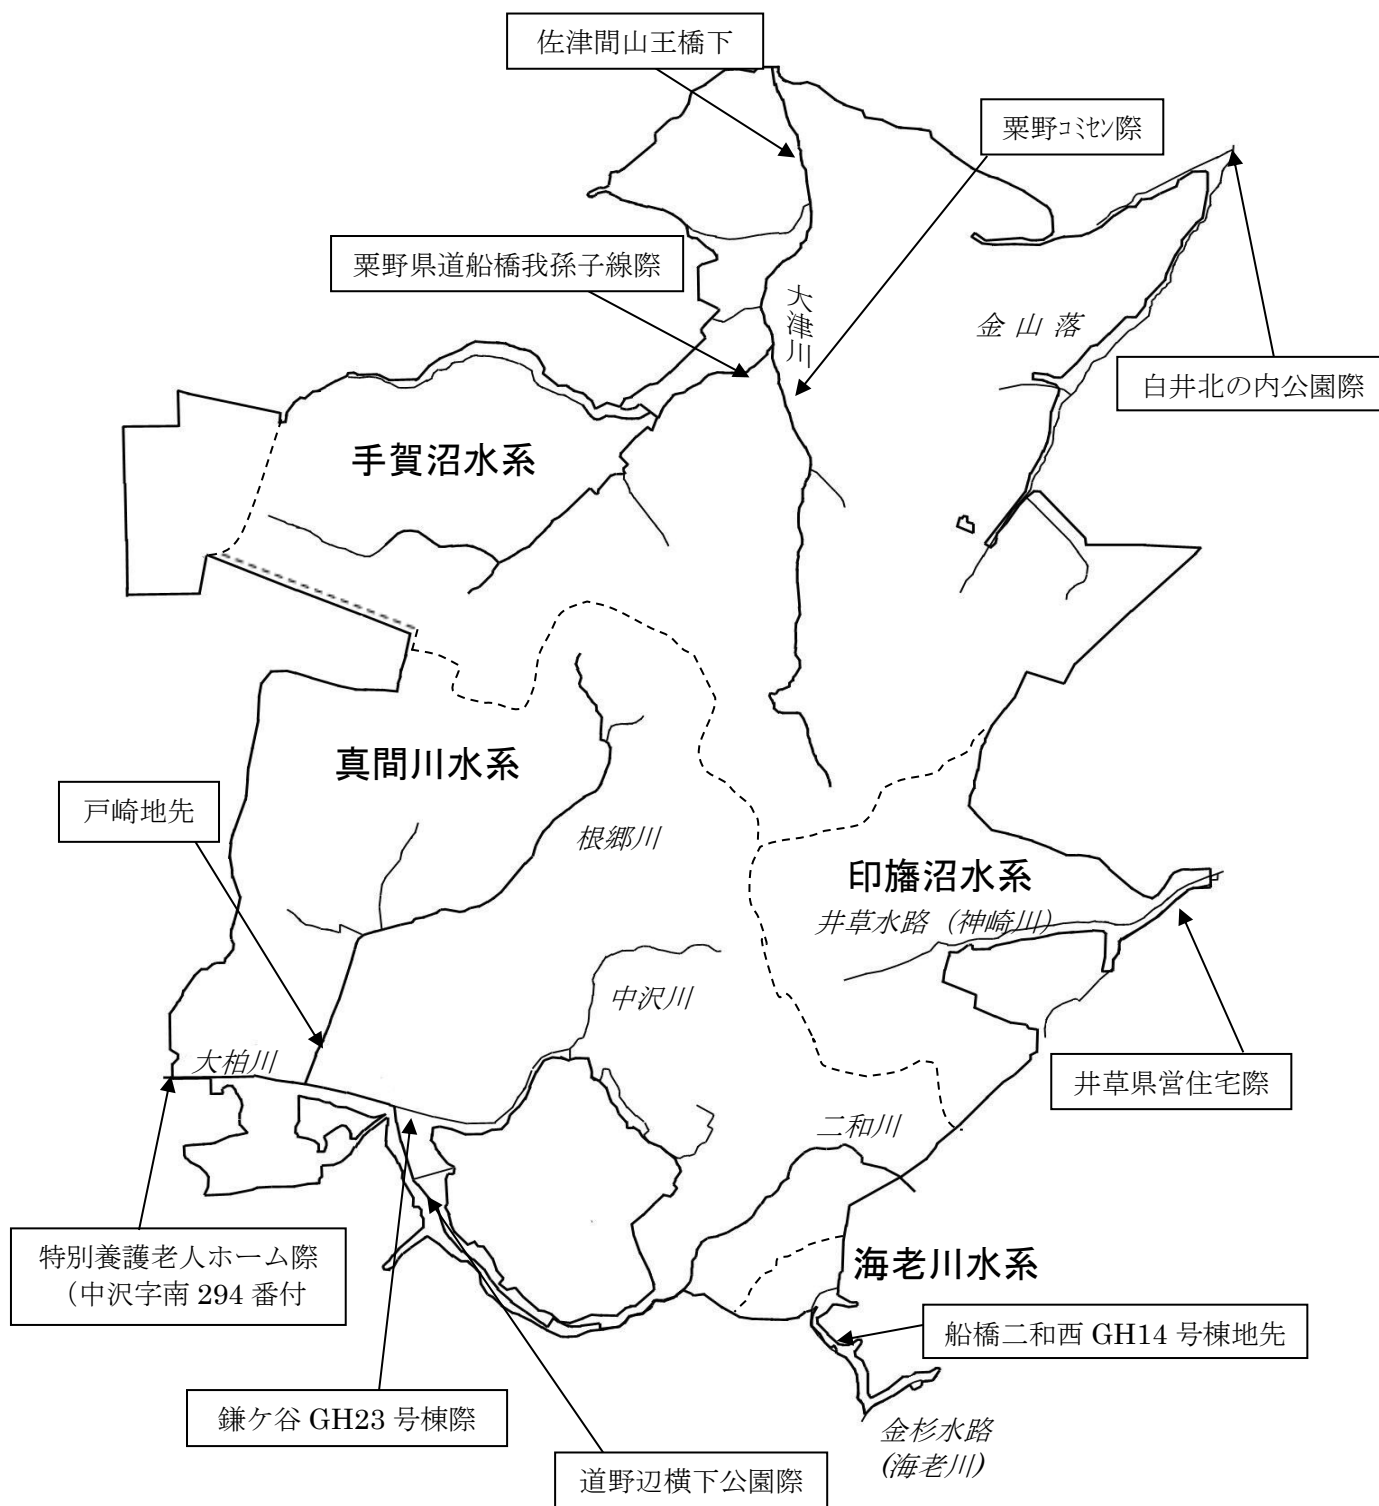 佐津間山王橋下
粟野ｺﾐｾﾝ際
粟野県道船橋我孫子線際
大津川
金山落
白井北の内公園際
手賀沼水系
真間川水系
戸崎地先
根郷川
印旛沼水系
井草水路（神崎川）
中沢川
大柏川
井草県営住宅際
二和川
特別養護老人ホーム際
（中沢字南 294 番付
海老川水系
船橋二和西 GH14 号棟地先
鎌ケ谷 GH23 号棟際
金杉水路
(海老川)
道野辺横下公園際